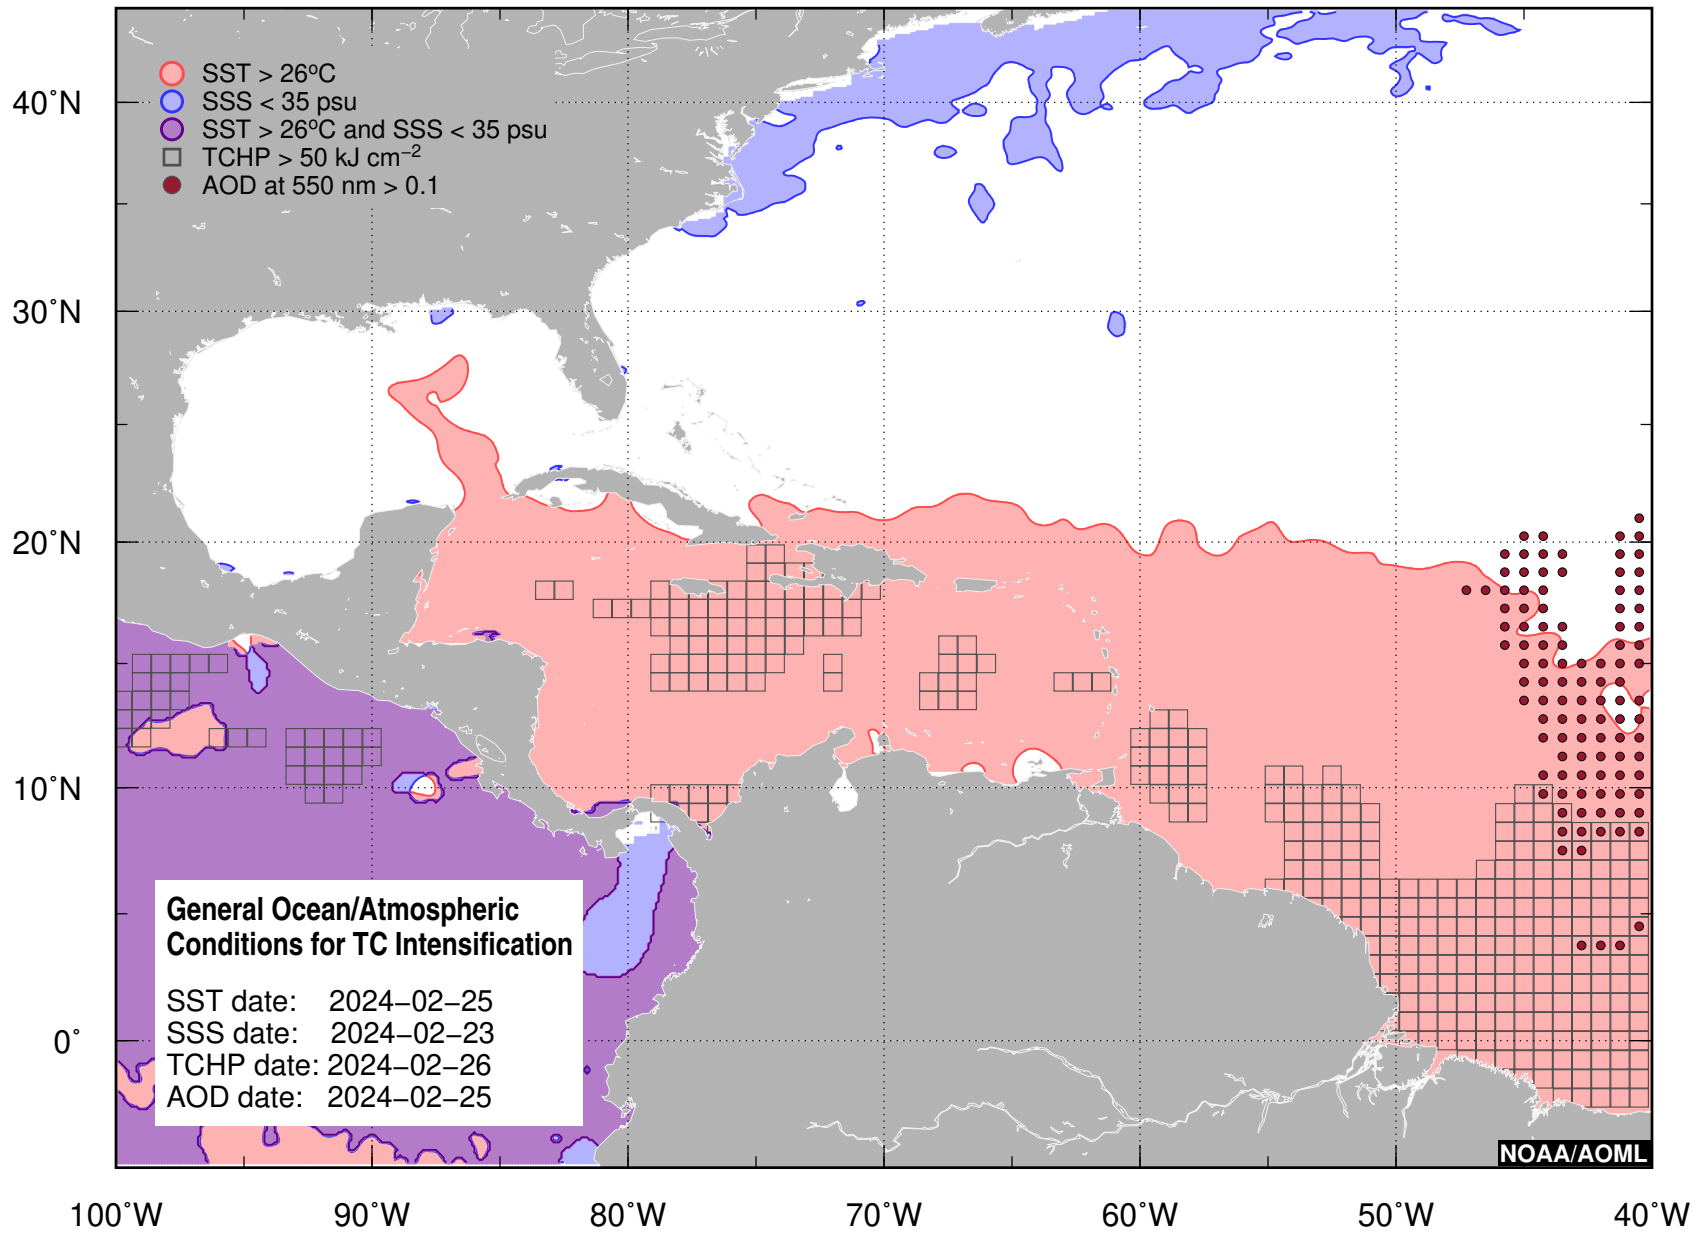 SST > 26°C
SSS < 35 psu
SST > 26°C and SSS < 35 psu
TCHP > 50 kJ cm−2
AOD at 550 nm > 0.1
40°N
30°N
20°N
10°N
0°
General Ocean/Atmospheric
Conditions for TC Intensification
SST date: 2024−02−25
SSS date: 2024−02−23
TCHP date: 2024−02−26
AOD date: 2024−02−25
NOAA/AOML
100°W 90°W 80°W 70°W 60°W 50°W 40°W